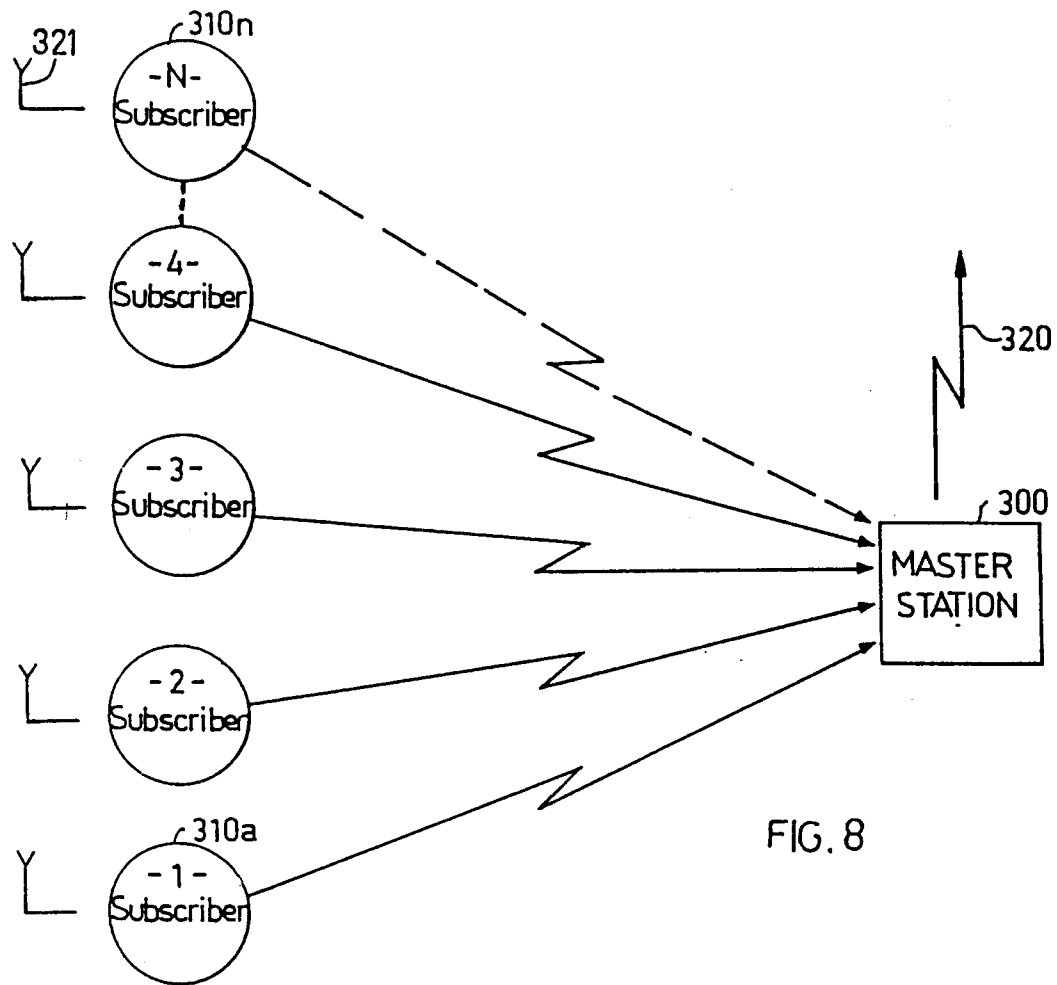 310n
321
-N-
Subscriber
-4-
Subscriber
320
-3-
Subscriber
300
MASTER
STATION
-2-
Subscriber
310a
-1-
Subscriber
FIG. 8